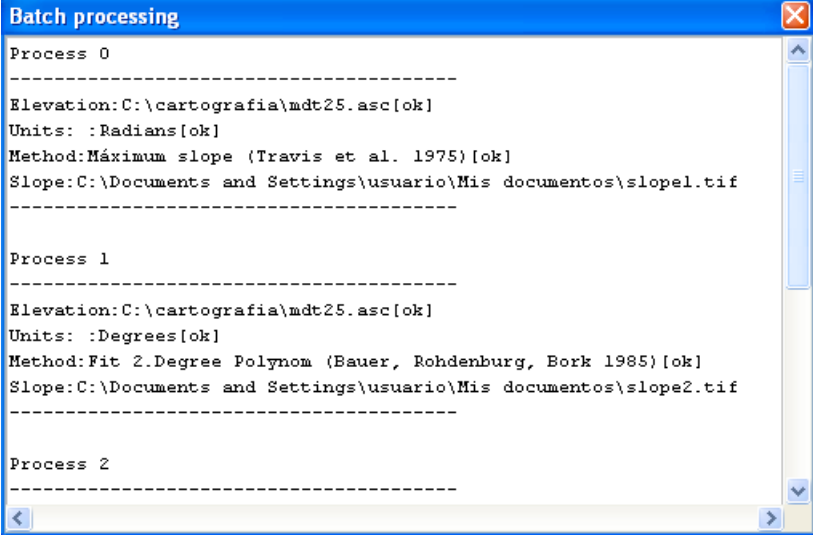 Batch processing
Process 0
----------------------------------------
Elevation:C:\cartografia\mdt25.asc[ok]
Units: :Radians[ok]
Method:Máximum slope (Travis et al. 1975)[ok]
Slope:C:\Documents and Settings\usuario\Mis documentos\slope1.tif
----------------------------------------
Process 1
----------------------------------------
Elevation:C:\cartografia\mdt25.asc[ok]
Units: :Degrees[ok]
Method:Fit 2.Degree Polynom (Bauer, Rohdenburg, Bork 1985)[ok]
Slope:C:\Documents and Settings\usuario\Mis documentos\slope2.tif
----------------------------------------
Process 2
----------------------------------------